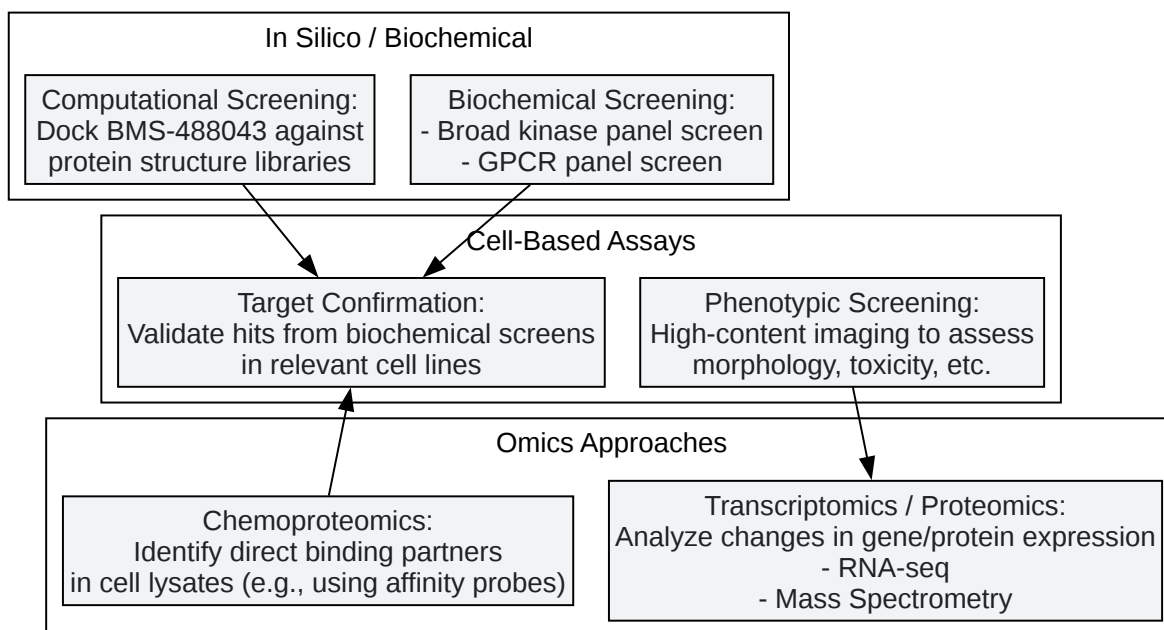 In Silico / Biochemical
Computational Screening:
Dock BMS-488043 against
protein structure libraries
Biochemical Screening:
- Broad kinase panel screen
- GPCR panel screen
Cell-Based Assays
Target Confirmation:
Validate hits from biochemical screens
in relevant cell lines
Phenotypic Screening:
High-content imaging to assess
morphology, toxicity, etc.
Omics Approaches
Chemoproteomics:
Identify direct binding partners
in cell lysates (e.g., using affinity probes)
Transcriptomics / Proteomics:
Analyze changes in gene/protein expression
- RNA-seq
- Mass Spectrometry